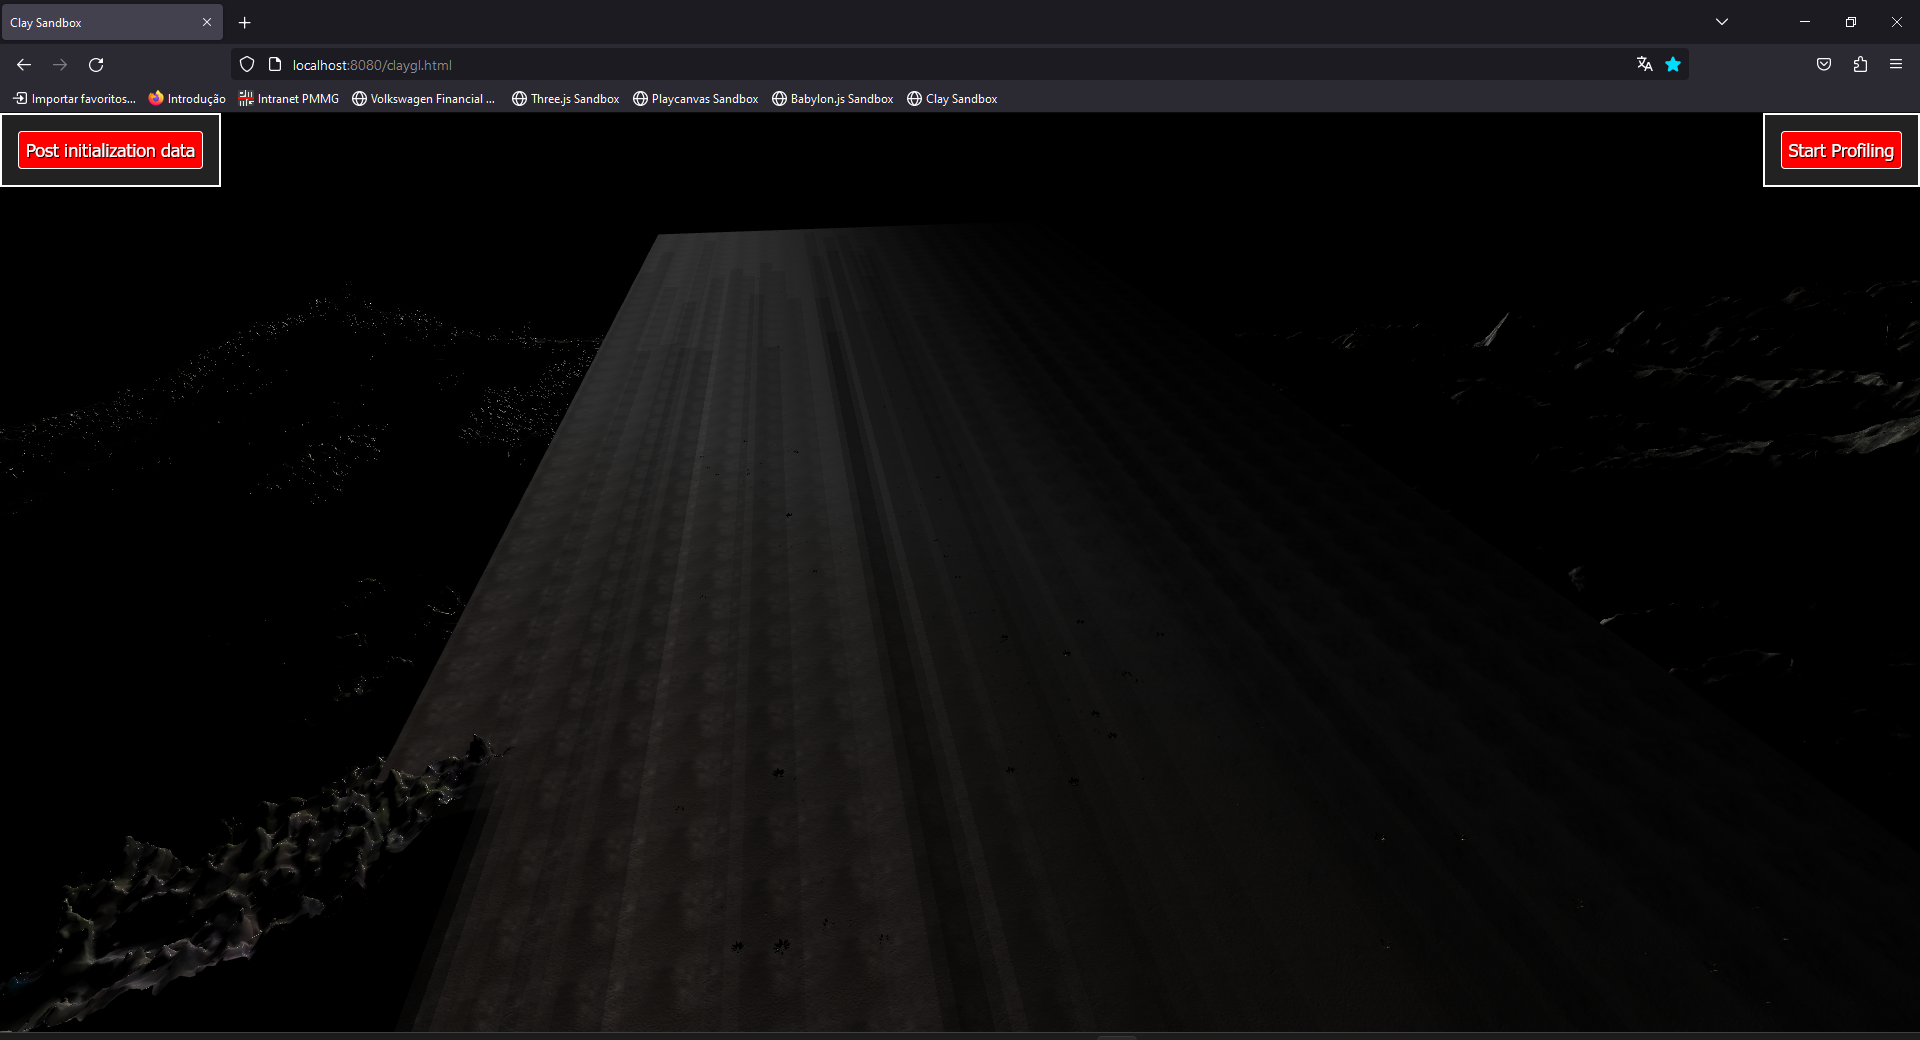 Clay Sandbox
localhost:8080/claygl.html
Importar favoritos... Introdução Intranet PMMG Volkswagen Financial ... Three.js Sandbox Playcanvas Sandbox Babylon.js Sandbox Clay Sandbox
Post initialization data Start Profiling